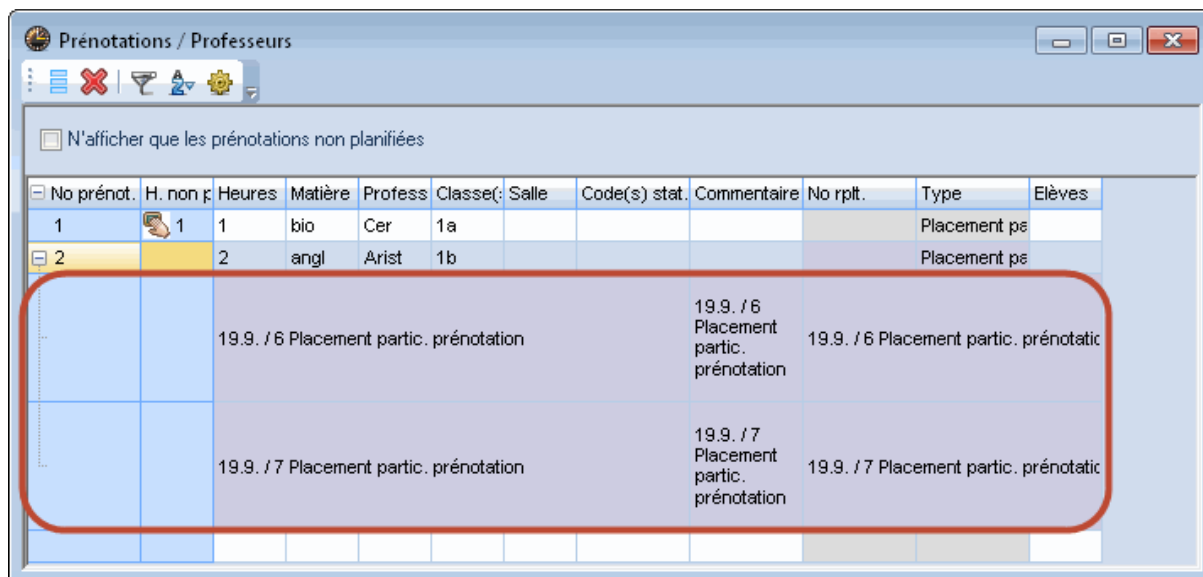 Prénotations / Professeurs
N'afficher que les prénotations non planifiées
No prénot. H. non p Heures Matière Profess Classe(: Salle Code(s) stat. Commentaire No rplt. Type Elèves
1 1 1 bio Cer 1a Placement pa
2 2 angl Arist 1b Placement pa
19.9. / 6 Placement partic. prénotation
19.9. / 6
Placement
partic.
prénotation
19.9. / 6 Placement partic. prénotatic
19.9. / 7 Placement partic. prénotation
19.9. / 7
Placement
partic.
prénotation
19.9. / 7 Placement partic. prénotatic